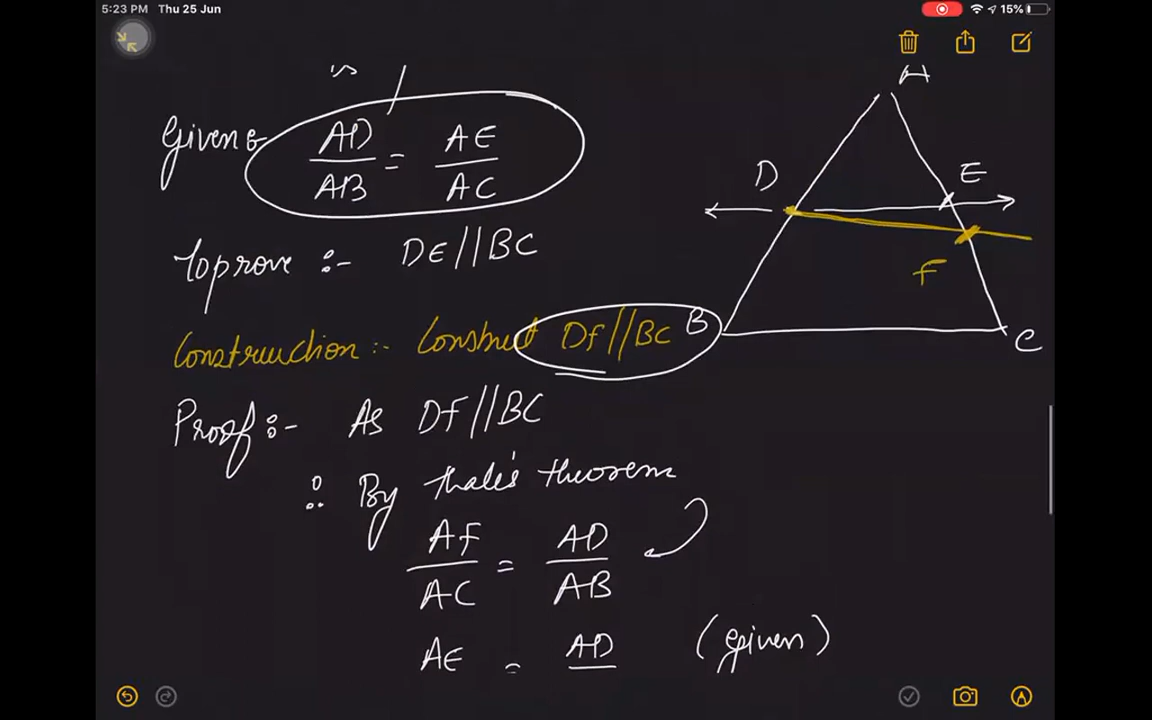 5:23 PM Thu 25 Jun
15%
Given :- AD/AB = AE/AC
To prove :- DE//BC
Construction :- Construct DF//BC
Proof :- As DF//BC
∴ By thale's theorem
AF/AC = AD/AB
AE = AD (given)
A
D
E
F
B
C